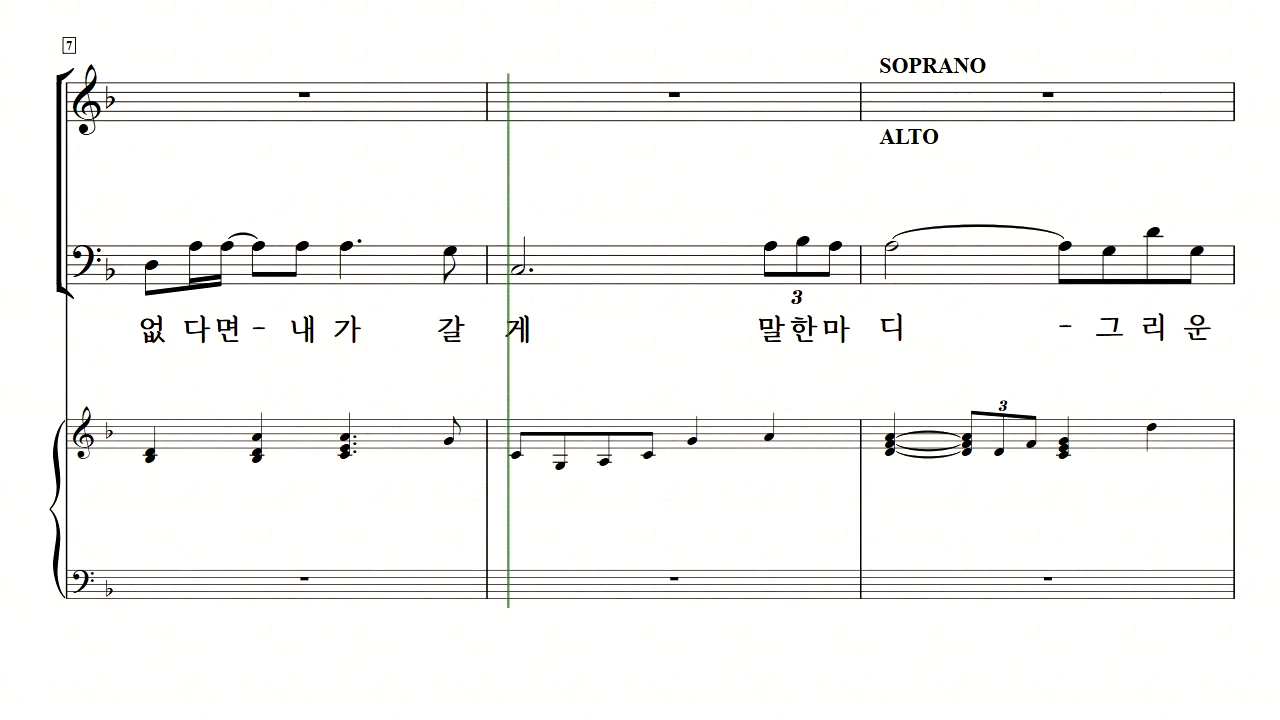 7
SOPRANO
ALTO
3
없 다면 - 내 가 갈 게 말한마 디 - 그 리 운
3